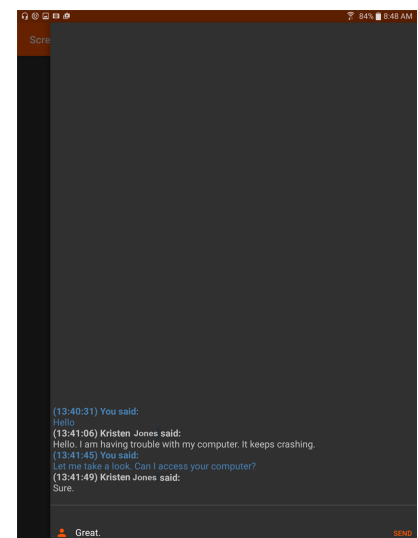 84% 8:48 AM
Scre
(13:40:31) You said:
Hello
(13:41:06) Kristen Jones said:
Hello. I am having trouble with my computer. It keeps crashing.
(13:41:45) You said:
Let me take a look. Can I access your computer?
(13:41:49) Kristen Jones said:
Sure.
Great. SEND